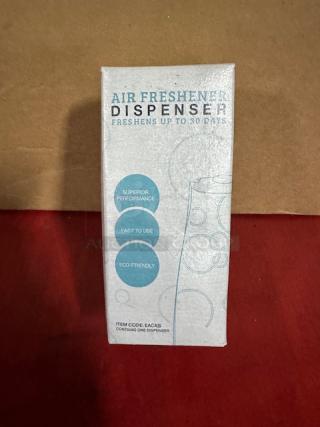 AIR FRESHENER
DISPENSER
FRESHENS UP TO 30 DAYS
SUPERIOR
PERFORMANCE
EASY TO USE
ECO-FRIENDLY
ITEM CODE: EACAB
CONTAINS ONE DISPENSER